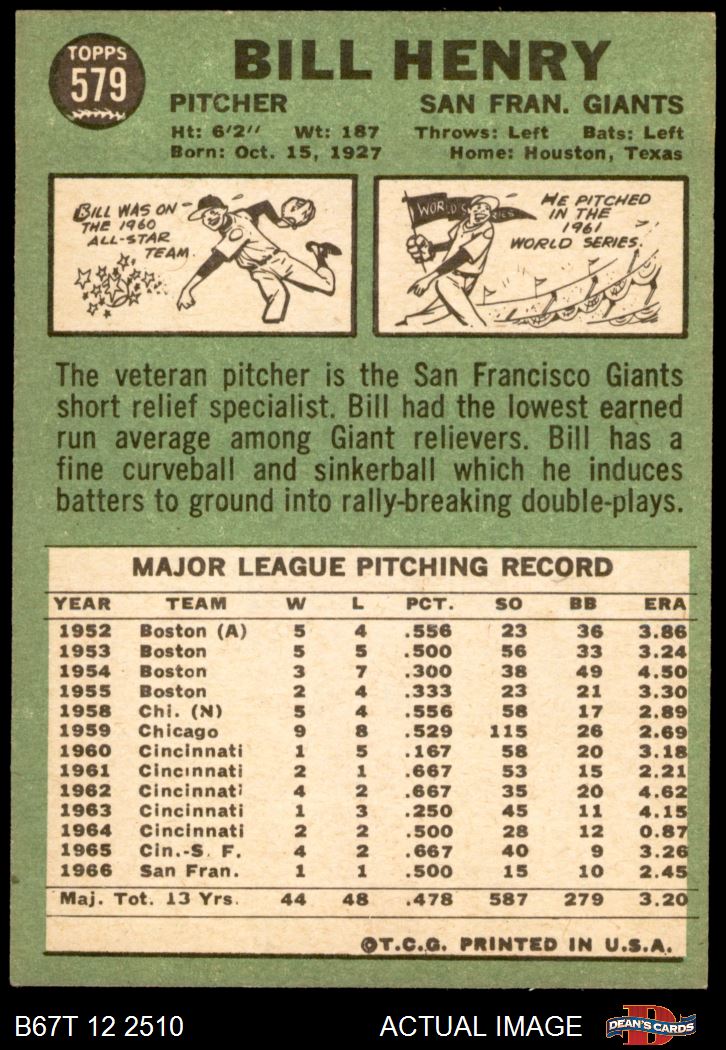 TOPPS
579
BILL HENRY
PITCHER SAN FRAN. GIANTS
Ht: 6'2" Wt: 187 Throws: Left Bats: Left
Born: Oct. 15, 1927 Home: Houston, Texas
BILL WAS ON
THE 1960
ALL-STAR
TEAM.
WORLD SERIES
HE PITCHED
IN THE
1961
WORLD SERIES.
The veteran pitcher is the San Francisco Giants
short relief specialist. Bill had the lowest earned
run average among Giant relievers. Bill has a
fine curveball and sinkerball which he induces
batters to ground into rally-breaking double-plays.
MAJOR LEAGUE PITCHING RECORD
YEAR TEAM W L PCT. SO BB ERA
1952 Boston (A) 5 4 .556 23 36 3.86
1953 Boston 5 5 .500 56 33 3.24
1954 Boston 3 7 .300 38 49 4.50
1955 Boston 2 4 .333 23 21 3.30
1958 Chi. (N) 5 4 .556 58 17 2.89
1959 Chicago 9 8 .529 115 26 2.69
1960 Cincinnati 1 5 .167 58 20 3.18
1961 Cincinnati 2 1 .667 53 15 2.21
1962 Cincinnati 4 2 .667 35 20 4.62
1963 Cincinnati 1 3 .250 45 11 4.15
1964 Cincinnati 2 2 .500 28 12 0.87
1965 Cin.-S. F. 4 2 .667 40 9 3.26
1966 San Fran. 1 1 .500 15 10 2.45
Maj. Tot. 13 Yrs. 44 48 .478 587 279 3.20
©T.C.G. PRINTED IN U.S.A.
B67T 12 2510 ACTUAL IMAGE
DEAN'S CARDS